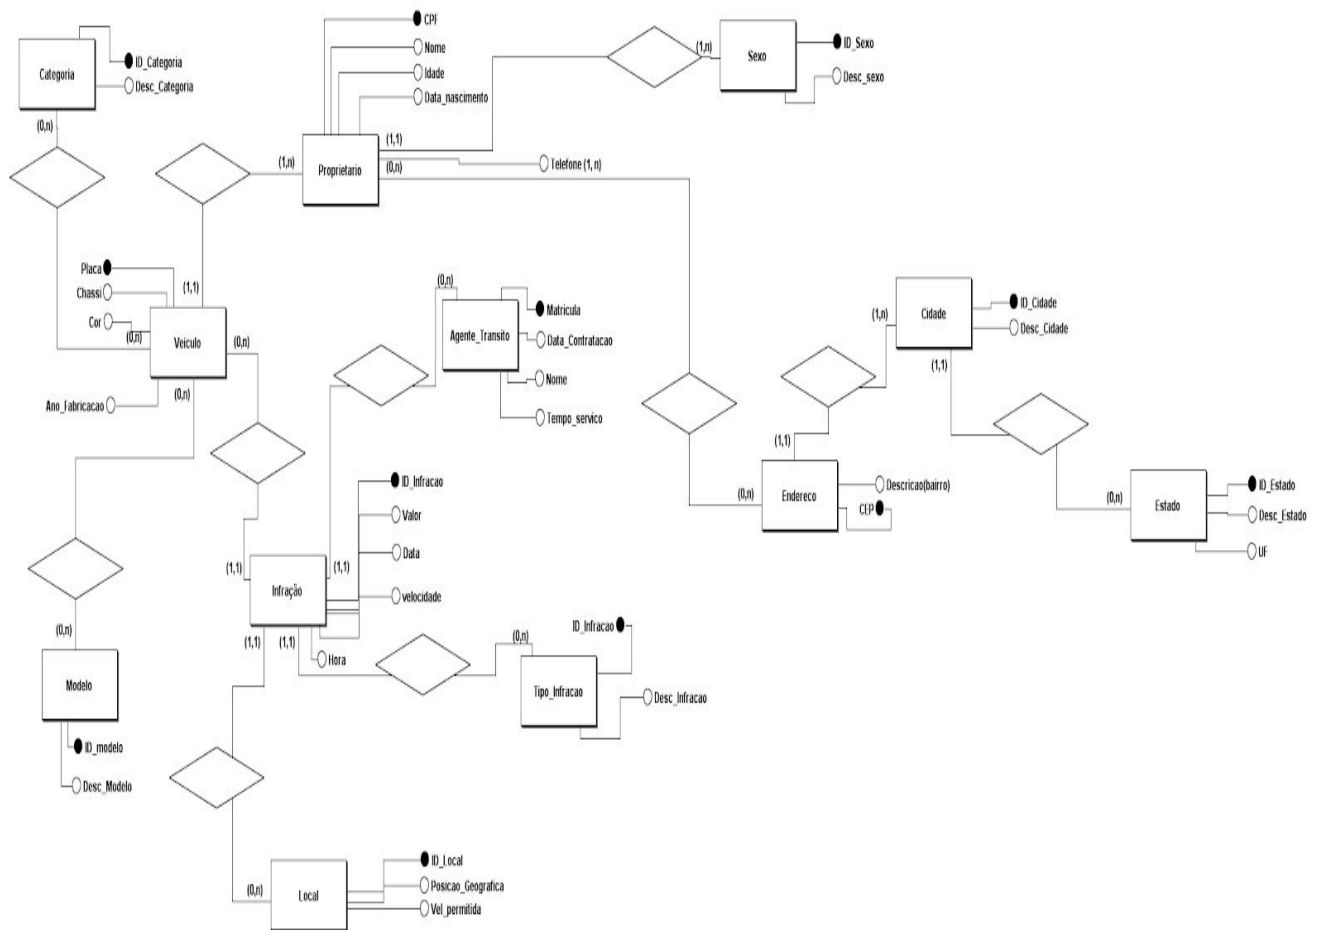 CPF
Nome
Idade
Data_nascimento
Categoria
ID_Categoria
Desc_Categoria
(0,n)
(1,n)
Sexo
ID_Sexo
Desc_sexo
Proprietario
(1,n)
(1,1)
(0,n)
Telefone (1, n)
Placa
Chassi
Cor
(1,1)
(0,n)
Veículo
(0,n)
Ano_Fabricacao
(0,n)
(0,n)
Agente_Transito
Matricula
Data_Contratacao
Nome
Tempo_servico
Cidade
(1,n)
ID_Cidade
Desc_Cidade
(1,1)
(1,1)
Endereco
(0,n)
Descricao(bairro)
CEP
(0,n)
Estado
ID_Estado
Desc_Estado
UF
ID_Infracao
Valor
Data
velocidade
Hora
(1,1)
(1,1)
Infração
(1,1)
(1,1)
(0,n)
Tipo_Infracao
ID_Infracao
Desc_Infracao
(0,n)
Modelo
ID_modelo
Desc_Modelo
(0,n)
Local
ID_Local
Posicao_Geografica
Vel_permitida